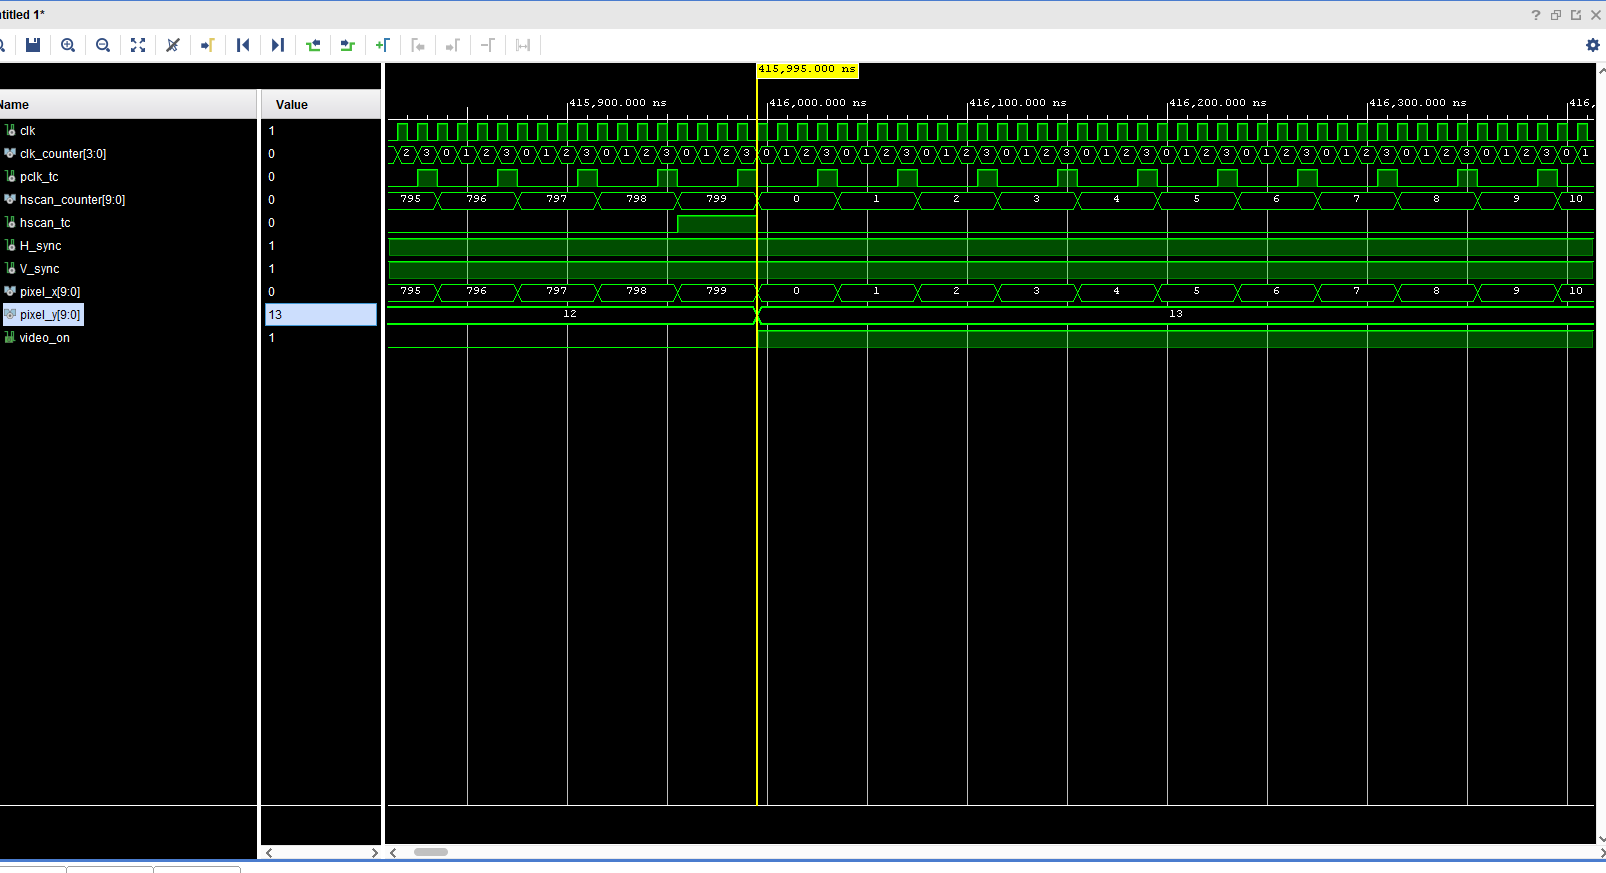 ntitled 1*
415,995.000 ns
Name Value
415,900.000 ns 416,000.000 ns 416,100.000 ns 416,200.000 ns 416,300.000 ns 416,
clk 1
clk_counter[3:0] 0 2 3 0 1 2 3 0 1 2 3 0 1 2 3 0 1 2 3 0 1 2 3 0 1 2 3 0 1 2 3 0 1 2 3 0 1 2 3 0 1 2 3 0 1 2 3 0 1 2 3 0 1 2 3 0 1 2 3 0 1
pclk_tc 0
hscan_counter[9:0] 0 795 796 797 798 799 0 1 2 3 4 5 6 7 8 9 10
hscan_tc 0
H_sync 1
V_sync 1
pixel_x[9:0] 0 795 796 797 798 799 0 1 2 3 4 5 6 7 8 9 10
pixel_y[9:0] 13 12 13
video_on 1